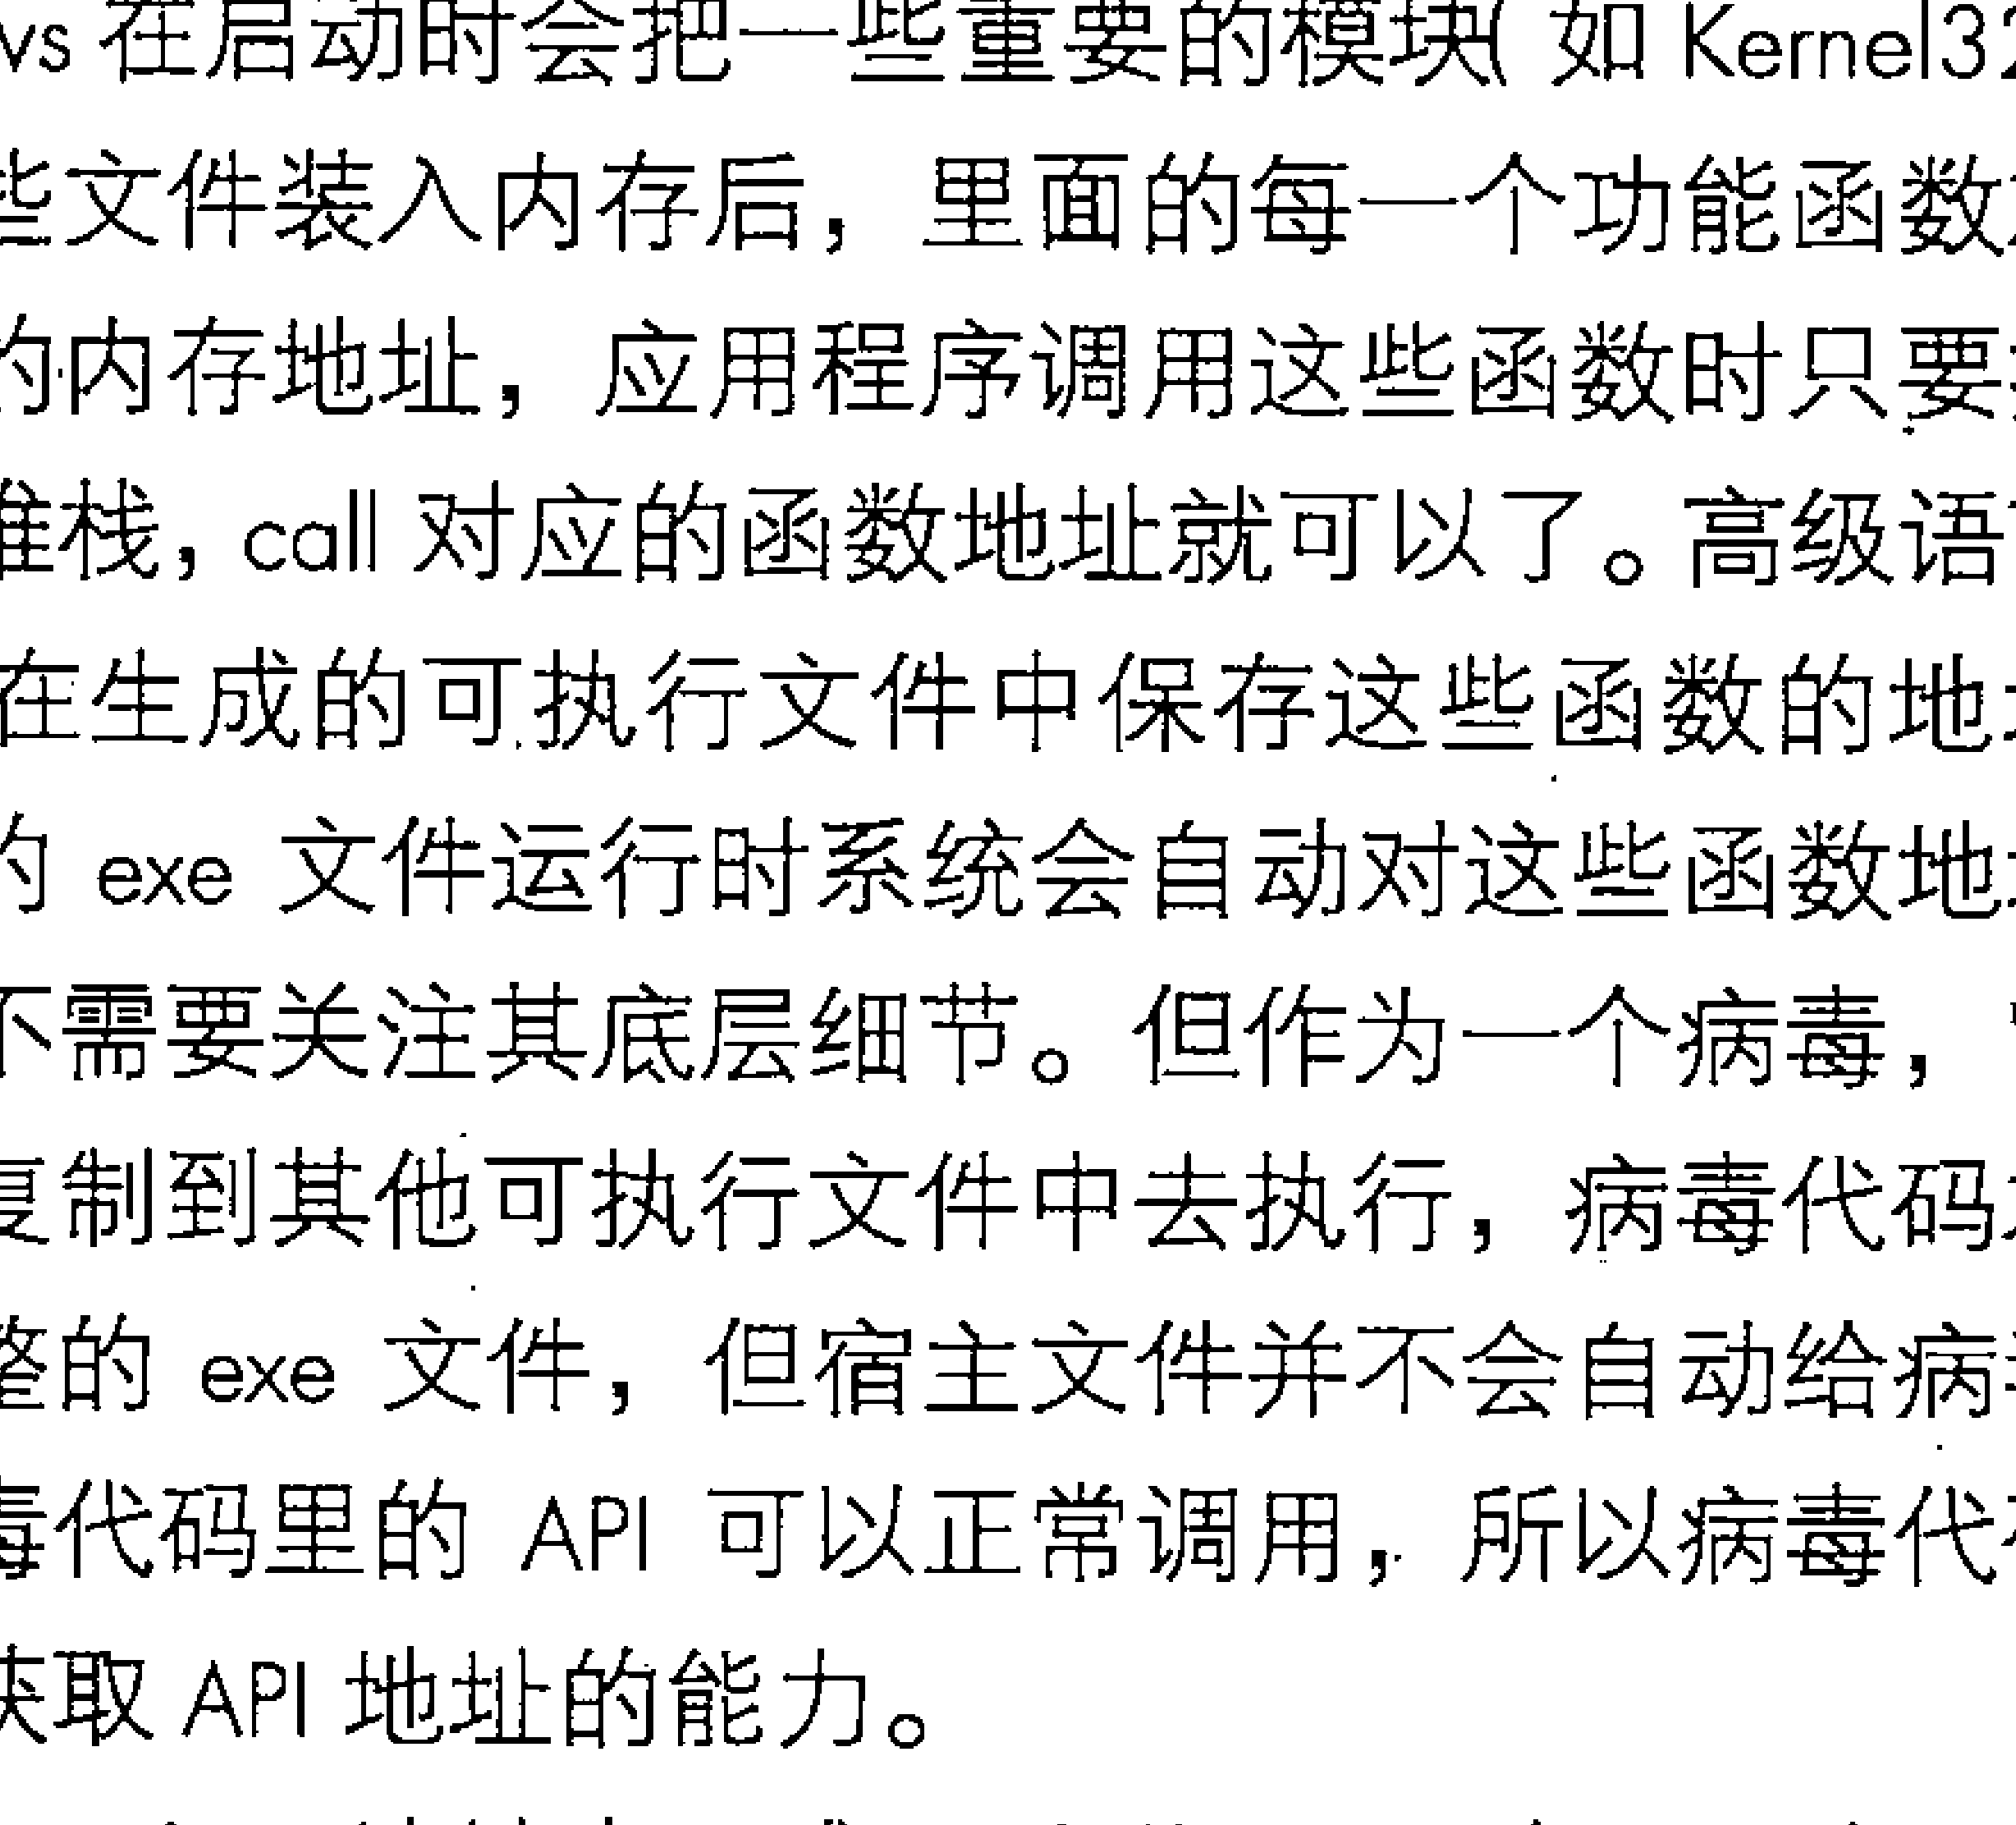 在启动时会把一些重要的模块( 如 Kernel3
文件装入内存后，里面的每一个功能函数
的内存地址，应用程序调用这些函数时只要
堆栈，call 对应的函数地址就可以了。高级语
在生成的可执行文件中保存这些函数的地
的 exe 文件运行时系统会自动对这些函数地
不需要关注其底层细节。但作为一个病毒，
复制到其他可执行文件中去执行，病毒代码
整的 exe 文件，但宿主文件并不会自动给病
毒代码里的 API 可以正常调用，所以病毒代
获取 API 地址的能力。